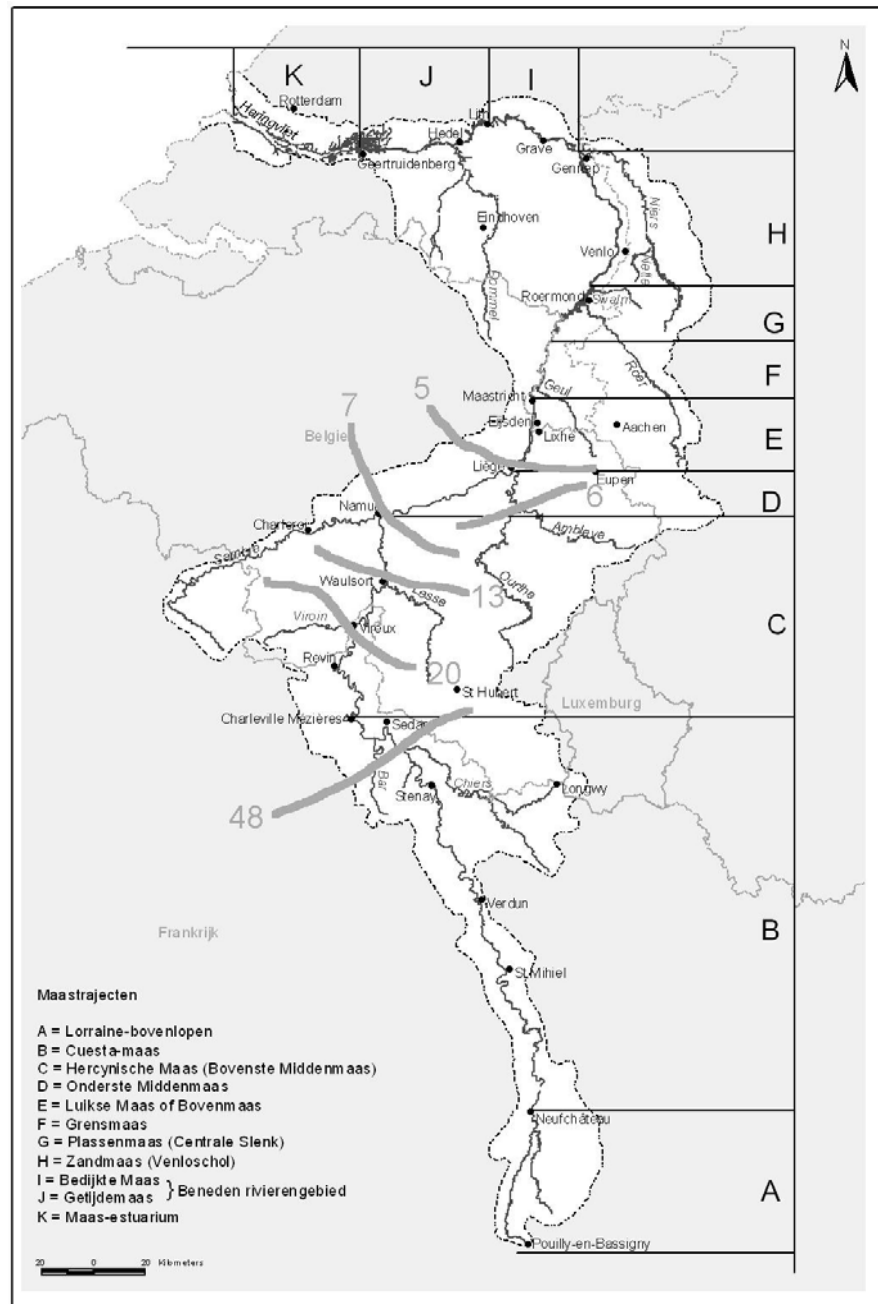 N
K
J
I
Rotterdam
Haringvliet
Lith
Hedel
Grave
Geertruidenberg
Gennep
Niers
Eindhoven
H
Venlo
Nette
Dommel
Roermond
Swalm
G
Roer
F
5
7
Geul
Maastricht
België
Eijsden
Aachen
Lixhe
E
Liège
Eupen
6
D
Namur
Charleroi
Amblève
Sambre
Ourthe
Waulsort
Lesse
13
C
Viroin
Vireux
Revin
20
St Hubert
Luxemburg
Charleville Mézières
Sedan
Bar
Chiers
Stenay
Longwy
48
Verdun
B
Frankrijk
St Mihiel
Maastrajecten
A = Lorraine-bovenlopen
B = Cuesta-maas
C = Hercynische Maas (Bovenste Middenmaas)
D = Onderste Middenmaas
E = Luikse Maas of Bovenmaas
F = Grensmaas
G = Plassenmaas (Centrale Slenk)
H = Zandmaas (Venloschol)
I = Bedijkte Maas
J = Getijdemaas } Beneden rivierengebied
K = Maas-estuarium
Neufchâteau
A
Pouilly-en-Bassigny
20 0 20 Kilometers